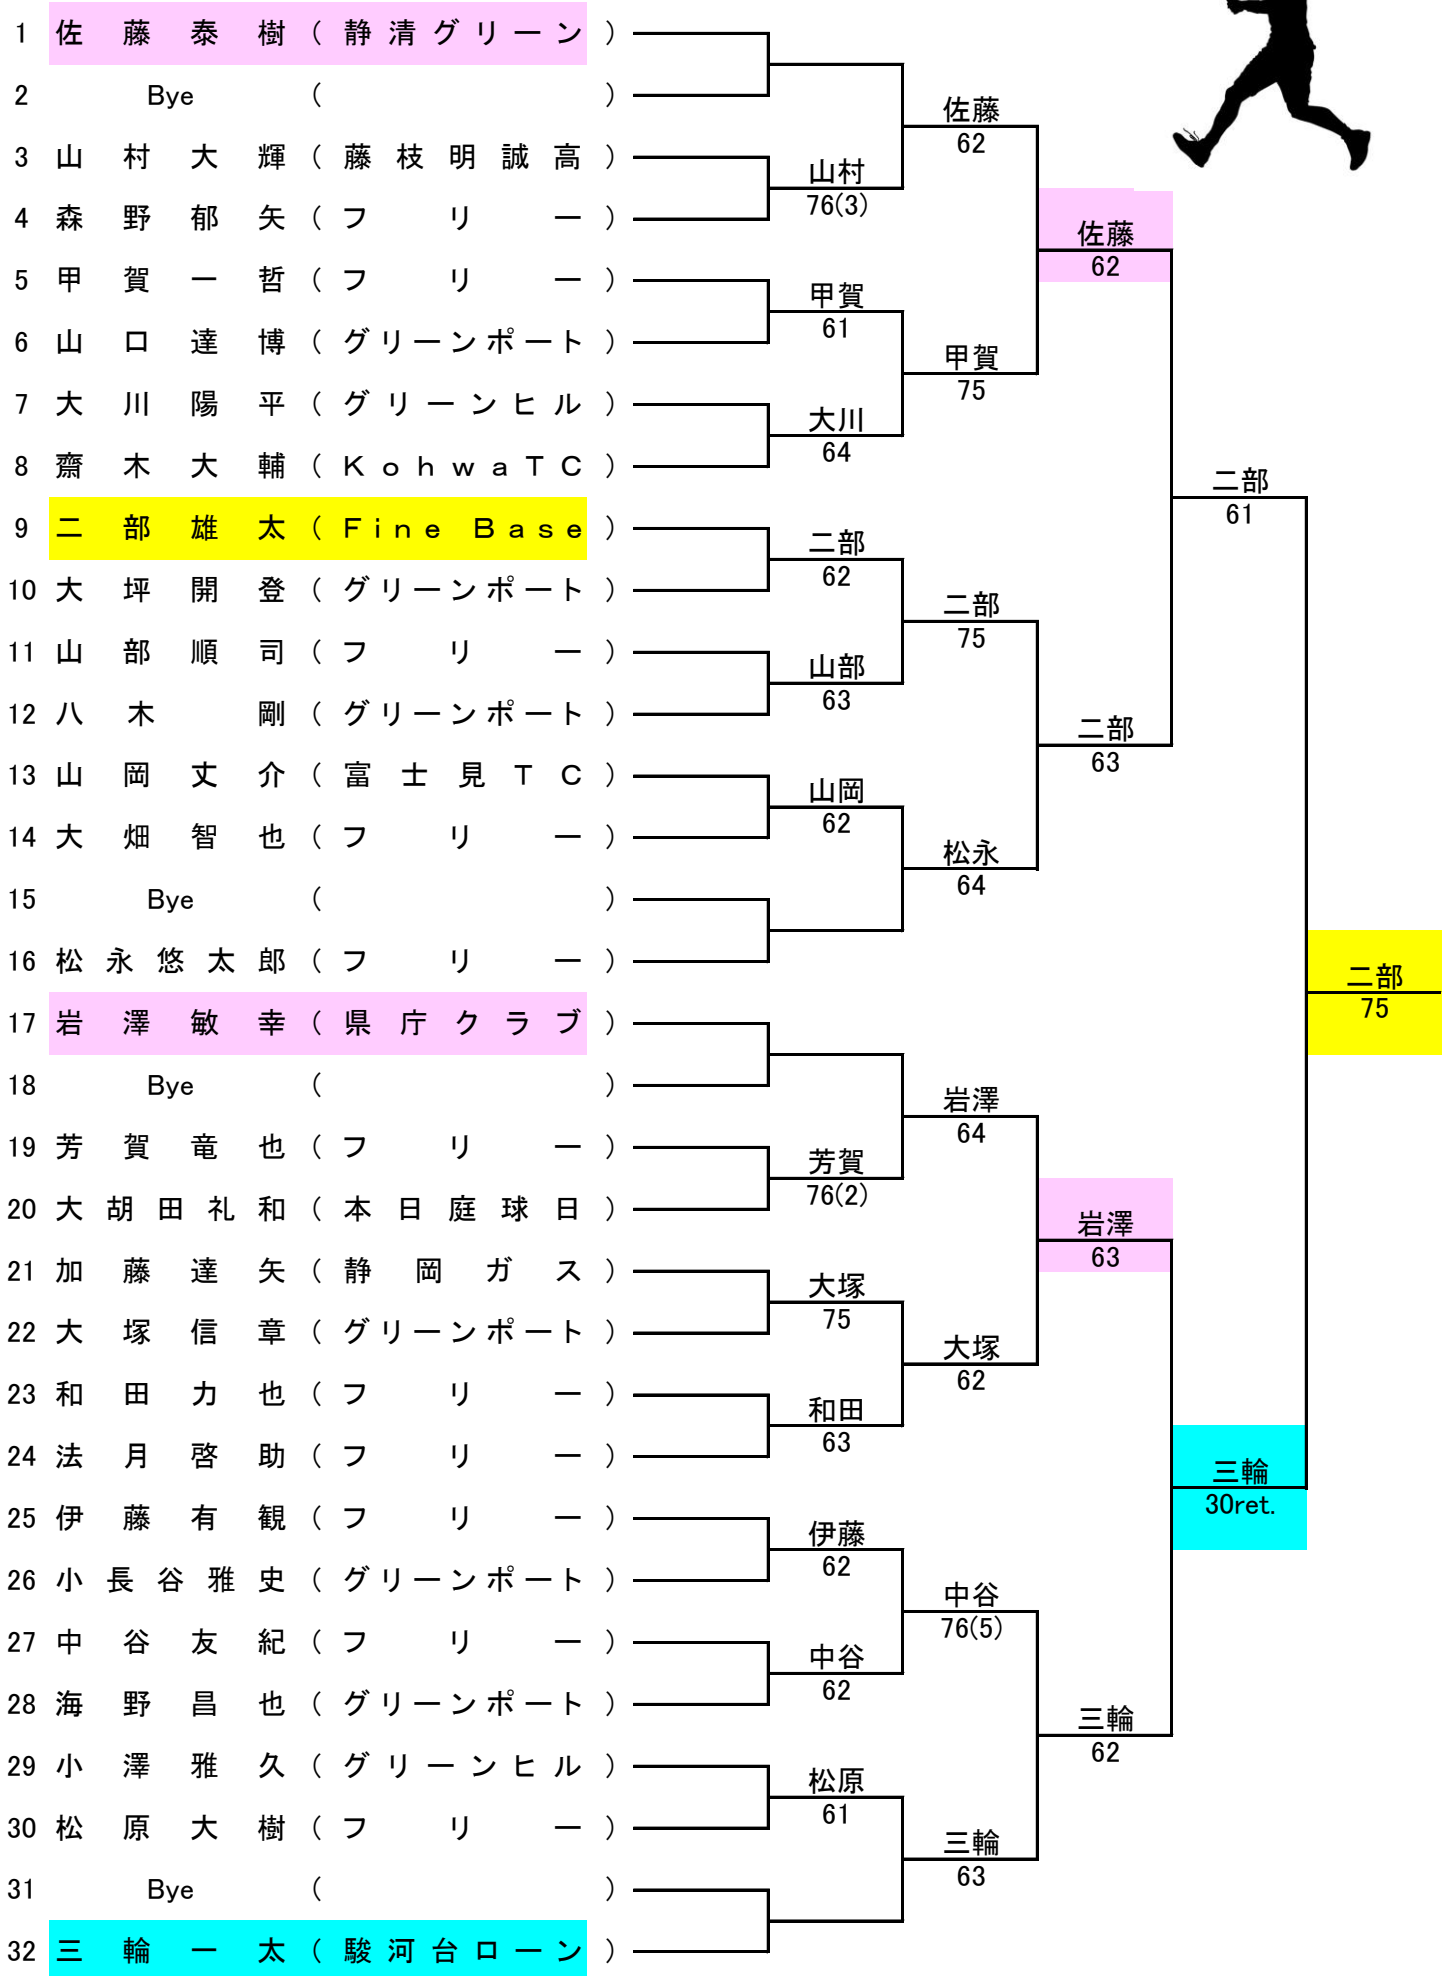 1 佐藤泰樹(静清グリーン)
2 Bye ( )
佐藤
62
3 山村大輝(藤枝明誠高)
山村
76(3)
4 森野郁矢(フリー)
佐藤
62
5 甲賀一哲(フリー)
甲賀
61
6 山口達博(グリーンポート)
甲賀
75
7 大川陽平(グリーンヒル)
大川
64
8 齋木大輔(KohwaTC)
二部
61
9 二部雄太(Fine Base)
二部
62
10 大坪開登(グリーンポート)
二部
75
11 山部順司(フリー)
山部
63
12 八木剛(グリーンポート)
二部
63
13 山岡丈介(富士見TC)
山岡
62
14 大畑智也(フリー)
松永
64
15 Bye ( )
16 松永悠太郎(フリー)
二部
75
17 岩澤敏幸(県庁クラブ)
18 Bye ( )
岩澤
64
19 芳賀竜也(フリー)
芳賀
76(2)
20 大胡田礼和(本日庭球日)
岩澤
63
21 加藤達矢(静岡ガス)
大塚
75
22 大塚信章(グリーンポート)
大塚
62
23 和田力也(フリー)
和田
63
24 法月啓助(フリー)
三輪
30ret.
25 伊藤有観(フリー)
伊藤
62
26 小長谷雅史(グリーンポート)
中谷
76(5)
27 中谷友紀(フリー)
中谷
62
28 海野昌也(グリーンポート)
三輪
62
29 小澤雅久(グリーンヒル)
松原
61
30 松原大樹(フリー)
三輪
63
31 Bye ( )
32 三輪一太(駿河台ローン)